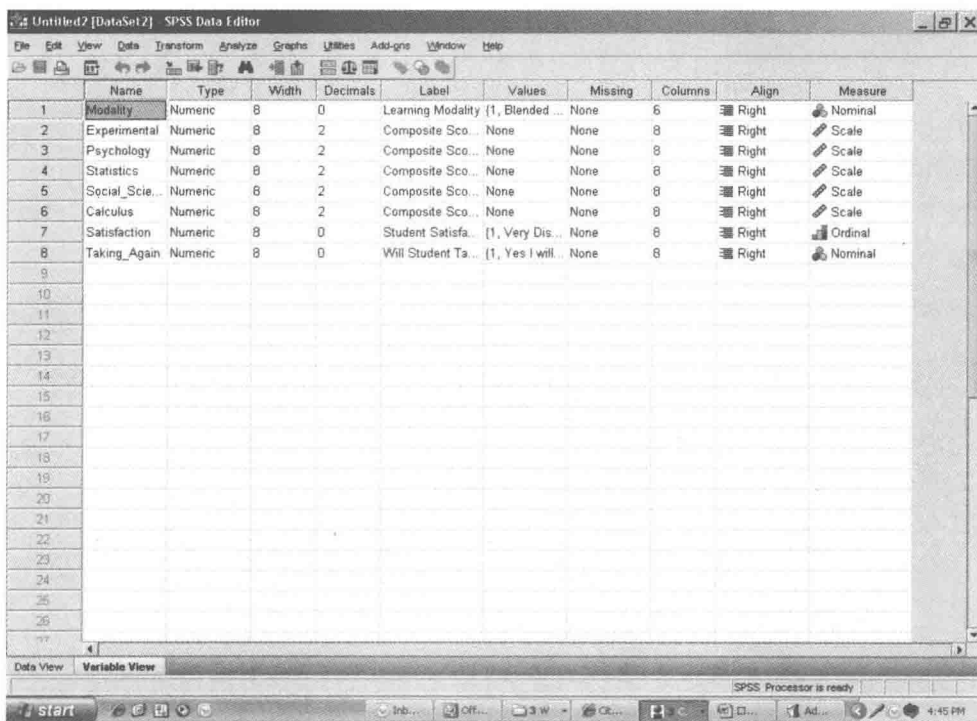 Untitled2 [DataSet2] - SPSS Data Editor
File Edit View Data Transform Analyze Graphs Utilities Add-ons Window Help
Name Type Width Decimals Label Values Missing Columns Align Measure
1 Modality Numeric 8 0 Learning Modality {1, Blended ... None 6 Right Nominal
2 Experimental Numeric 8 2 Composite Sco... None None 8 Right Scale
3 Psychology Numeric 8 2 Composite Sco... None None 8 Right Scale
4 Statistics Numeric 8 2 Composite Sco... None None 8 Right Scale
5 Social_Scie... Numeric 8 2 Composite Sco... None None 8 Right Scale
6 Calculus Numeric 8 2 Composite Sco... None None 8 Right Scale
7 Satisfaction Numeric 8 0 Student Satisfa... {1, Very Dis... None 8 Right Ordinal
8 Taking_Again Numeric 8 0 Will Student Ta... {1, Yes I will... None 8 Right Nominal
9
10
11
12
13
14
15
16
17
18
19
20
21
22
23
24
25
26
27
Data View Variable View
SPSS Processor is ready
start Inb... Off... 3 W Ad... 4:45 PM